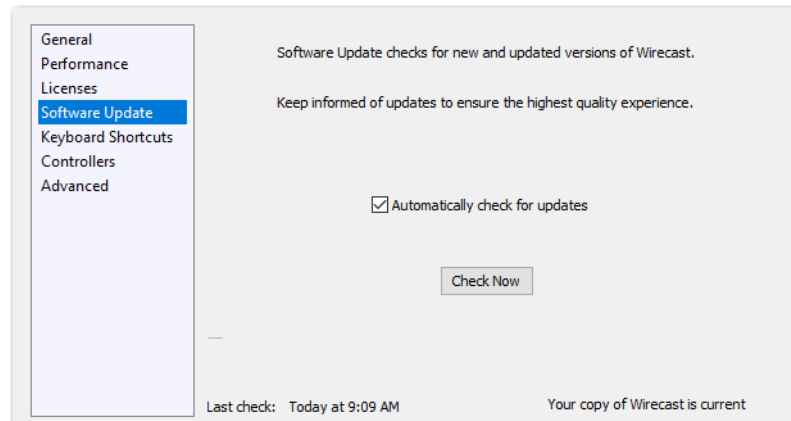 General
Performance
Licenses
Software Update
Keyboard Shortcuts
Controllers
Advanced
Software Update checks for new and updated versions of Wirecast.
Keep informed of updates to ensure the highest quality experience.
Automatically check for updates
Check Now
Last check: Today at 9:09 AM
Your copy of Wirecast is current